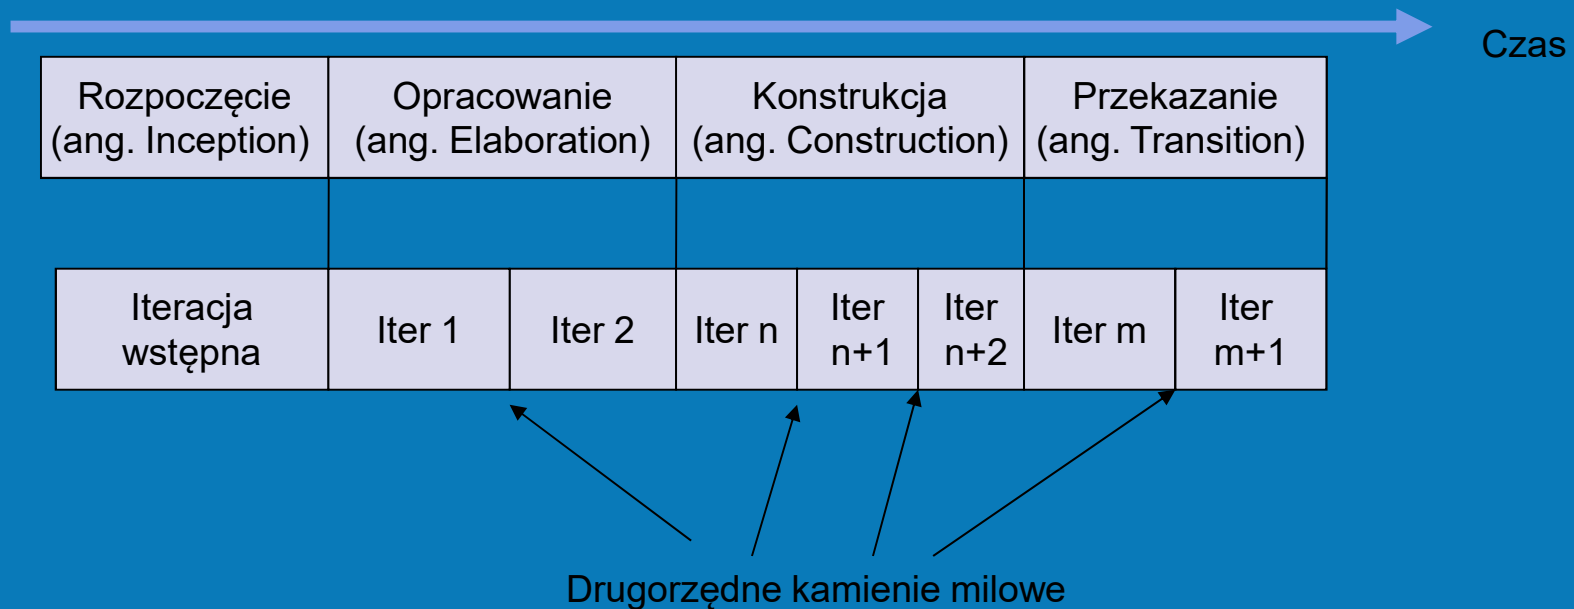 Czas
Rozpoczęcie
(ang. Inception)
Opracowanie
(ang. Elaboration)
Konstrukcja
(ang. Construction)
Przekazanie
(ang. Transition)
Iteracja
wstępna
Iter 1
Iter 2
Iter n
Iter
n+1
Iter
n+2
Iter m
Iter
m+1
Drugorzędne kamienie milowe